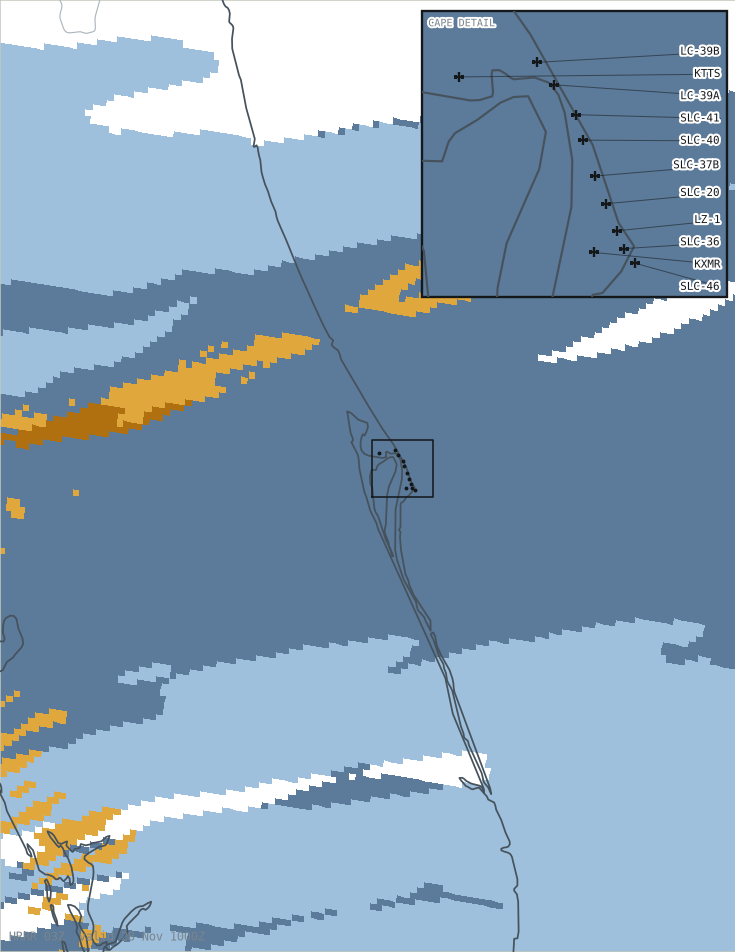 CAPE DETAIL
LC-39B
KTTS
LC-39A
SLC-41
SLC-40
SLC-37B
SLC-20
LZ-1
SLC-36
KXMR
SLC-46
Nov